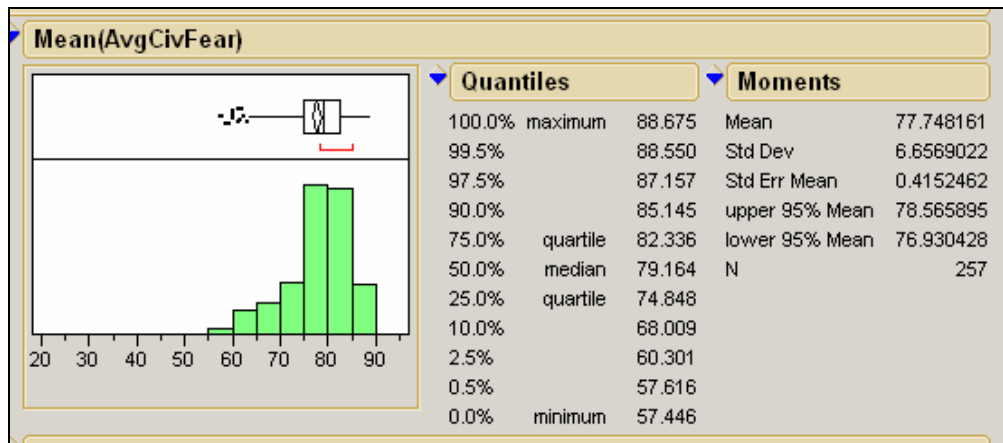 Mean(AvgCivFear)
20 30 40 50 60 70 80 90
Quantiles
100.0% maximum 88.675
99.5% 88.550
97.5% 87.157
90.0% 85.145
75.0% quartile 82.336
50.0% median 79.164
25.0% quartile 74.848
10.0% 68.009
2.5% 60.301
0.5% 57.616
0.0% minimum 57.446
Moments
Mean 77.748161
Std Dev 6.6569022
Std Err Mean 0.4152462
upper 95% Mean 78.565895
lower 95% Mean 76.930428
N 257